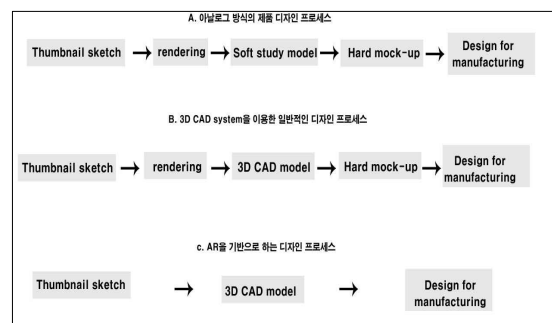 A. 아날로그 방식의 제품 디자인 프로세스
Thumbnail sketch → rendering → Soft study model → Hard mock-up → Design for
manufacturing
B. 3D CAD system을 이용한 일반적인 디자인 프로세스
Thumbnail sketch → rendering → 3D CAD model → Hard mock-up → Design for
manufacturing
c. AR을 기반으로 하는 디자인 프로세스
Thumbnail sketch → 3D CAD model → Design for
manufacturing